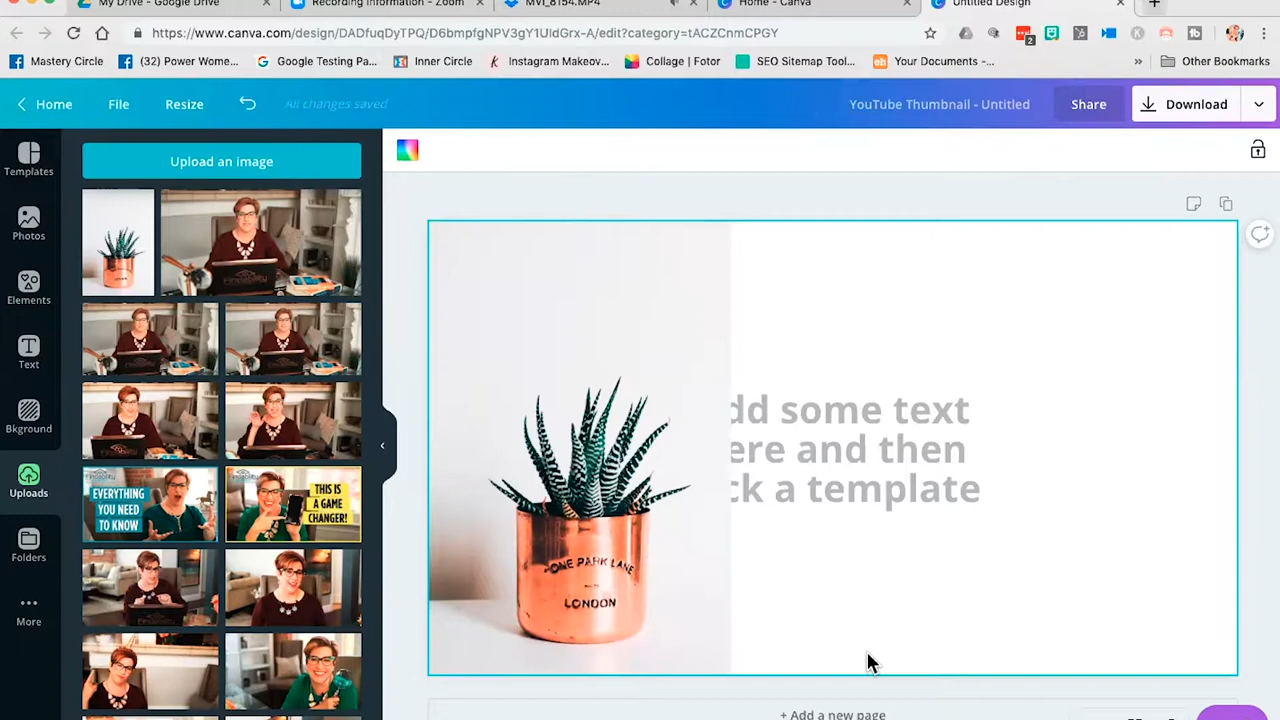 My Drive - Google Drive
Recording Information - Zoom
MVI_8154.MP4
Home - Canva
Untitled Design
https://www.canva.com/design/DADfuqDyTPQ/D6bmpfgNPV3gY1UIdGrx-A/edit?category=tACZCnmCPGY
2
Mastery Circle
(32) Power Wome...
Google Testing Pa...
Inner Circle
Instagram Makeov...
Collage | Fotor
SEO Sitemap Tool...
Your Documents -...
»
Other Bookmarks
Home
File
Resize
All changes saved
YouTube Thumbnail - Untitled
Share
Download
Templates
Photos
Elements
Text
Bkground
Uploads
Folders
More
Upload an image
Findability
EVERYTHING
YOU NEED
TO KNOW
THIS IS
A GAME
CHANGER!
dd some text
ere and then
ck a template
ONE PARK LANE
LONDON
+ Add a new page